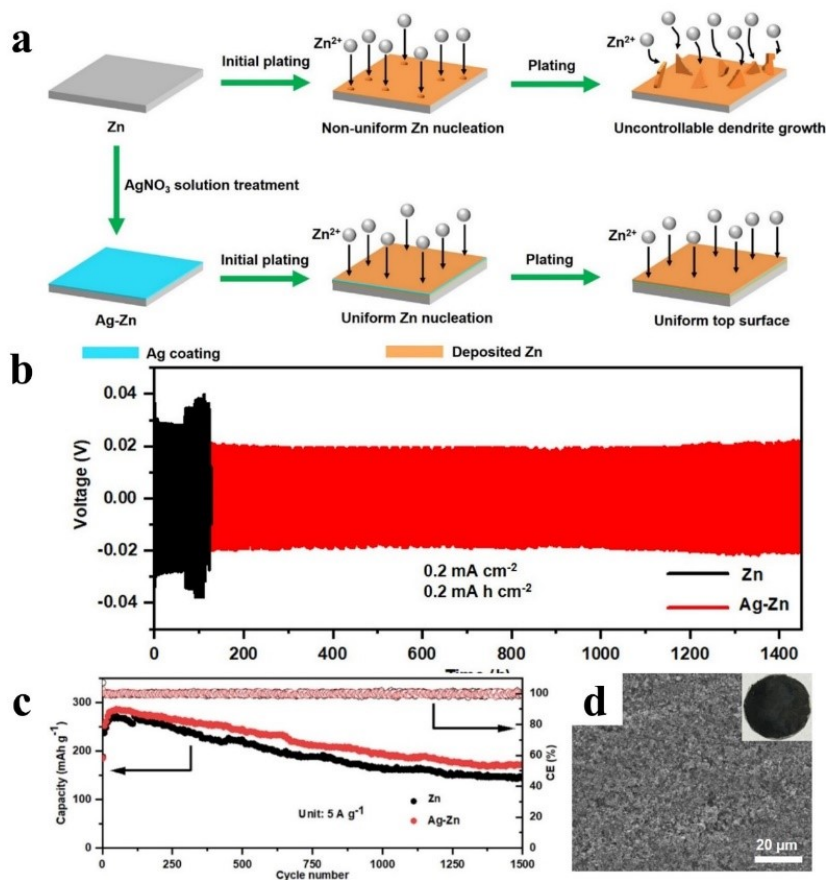 a
Zn
Initial plating
Zn²⁺
Non-uniform Zn nucleation
Plating
Zn²⁺
Uncontrollable dendrite growth
AgNO₃ solution treatment
Ag-Zn
Initial plating
Zn²⁺
Uniform Zn nucleation
Plating
Zn²⁺
Uniform top surface
Ag coating
Deposited Zn
b
Voltage (V)
0.04
0.02
0.00
-0.02
-0.04
0.2 mA cm⁻²
0.2 mA h cm⁻²
Zn
Ag-Zn
0 200 400 600 800 1000 1200 1400
c
Capacity (mAh g⁻¹)
300
200
100
0
100
80
60
40
20
0
CE (%)
Unit: 5 A g⁻¹
Zn
Ag-Zn
0 250 500 750 1000 1250 1500
Cycle number
d
20 µm